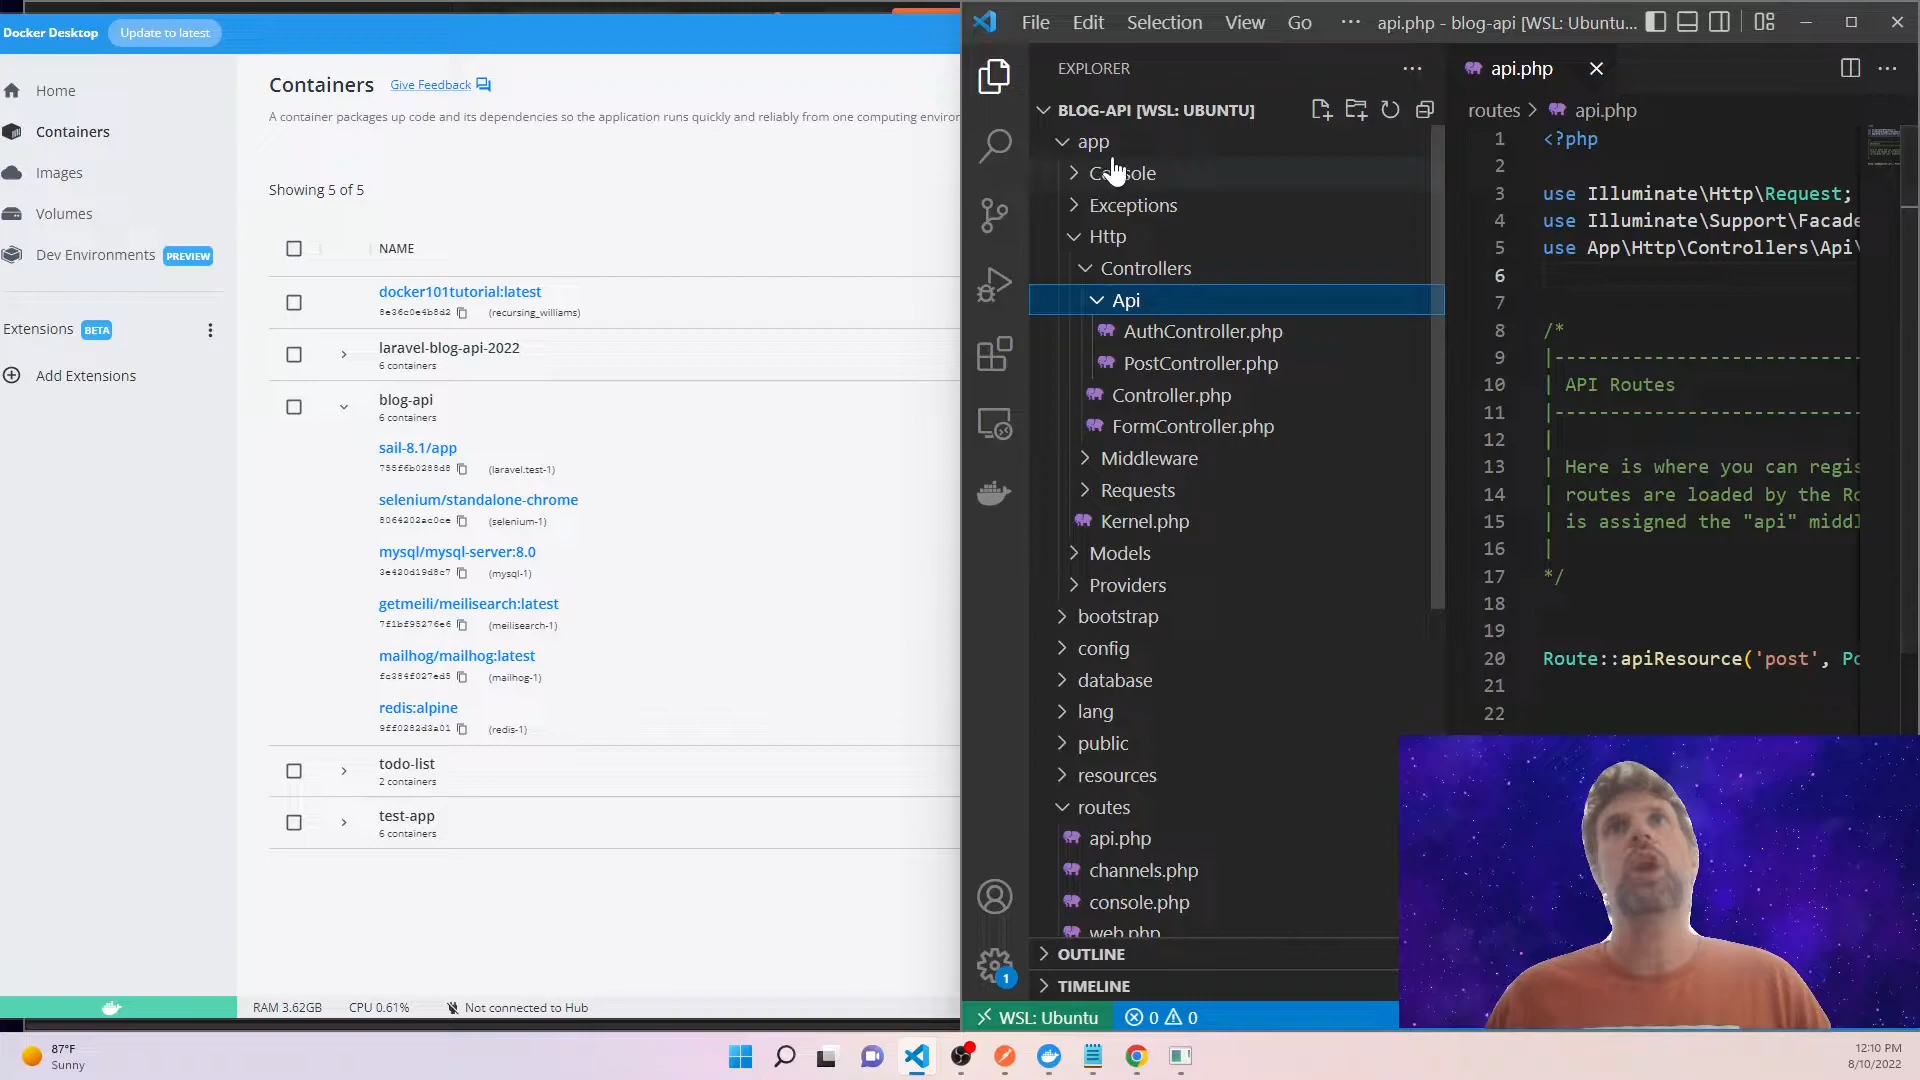 Docker Desktop
Update to latest
Home
Containers
Images
Volumes
Dev Environments PREVIEW
Extensions BETA
Add Extensions
Containers
Give Feedback
A container packages up code and its dependencies so the application runs quickly and reliably from one computing environ
Showing 5 of 5
NAME
docker101tutorial:latest
8e36c0e4b8d2 (recursing_williams)
laravel-blog-api-2022
6 containers
blog-api
6 containers
sail-8.1/app
755f6b0288d8 (laravel.test-1)
selenium/standalone-chrome
8064202ac0ce (selenium-1)
mysql/mysql-server:8.0
3e420d19d8c7 (mysql-1)
getmeili/meilisearch:latest
7f1bf95276e6 (meilisearch-1)
mailhog/mailhog:latest
fc384f027ed5 (mailhog-1)
redis:alpine
9ff0282d3a01 (redis-1)
todo-list
2 containers
test-app
6 containers
RAM 3.62GB CPU 0.61% Not connected to Hub
File Edit Selection View Go ··· api.php - blog-api [WSL: Ubuntu...
EXPLORER
BLOG-API [WSL: UBUNTU]
app
Console
Exceptions
Http
Controllers
Api
AuthController.php
PostController.php
Controller.php
FormController.php
Middleware
Requests
Kernel.php
Models
Providers
bootstrap
config
database
lang
public
resources
routes
api.php
channels.php
console.php
web.php
OUTLINE
TIMELINE
1
WSL: Ubuntu 0 0
api.php
routes > api.php
1 <?php
2
3 use Illuminate\Http\Request;
4 use Illuminate\Support\Facade
5 use App\Http\Controllers\Api\
6
7
8 /*
9 |--------------------------
10 | API Routes
11 |--------------------------
12 |
13 | Here is where you can regis
14 | routes are loaded by the Ro
15 | is assigned the "api" middl
16 |
17 */
18
19
20 Route::apiResource('post', Po
21
22
87°F
Sunny
12:10 PM
8/10/2022